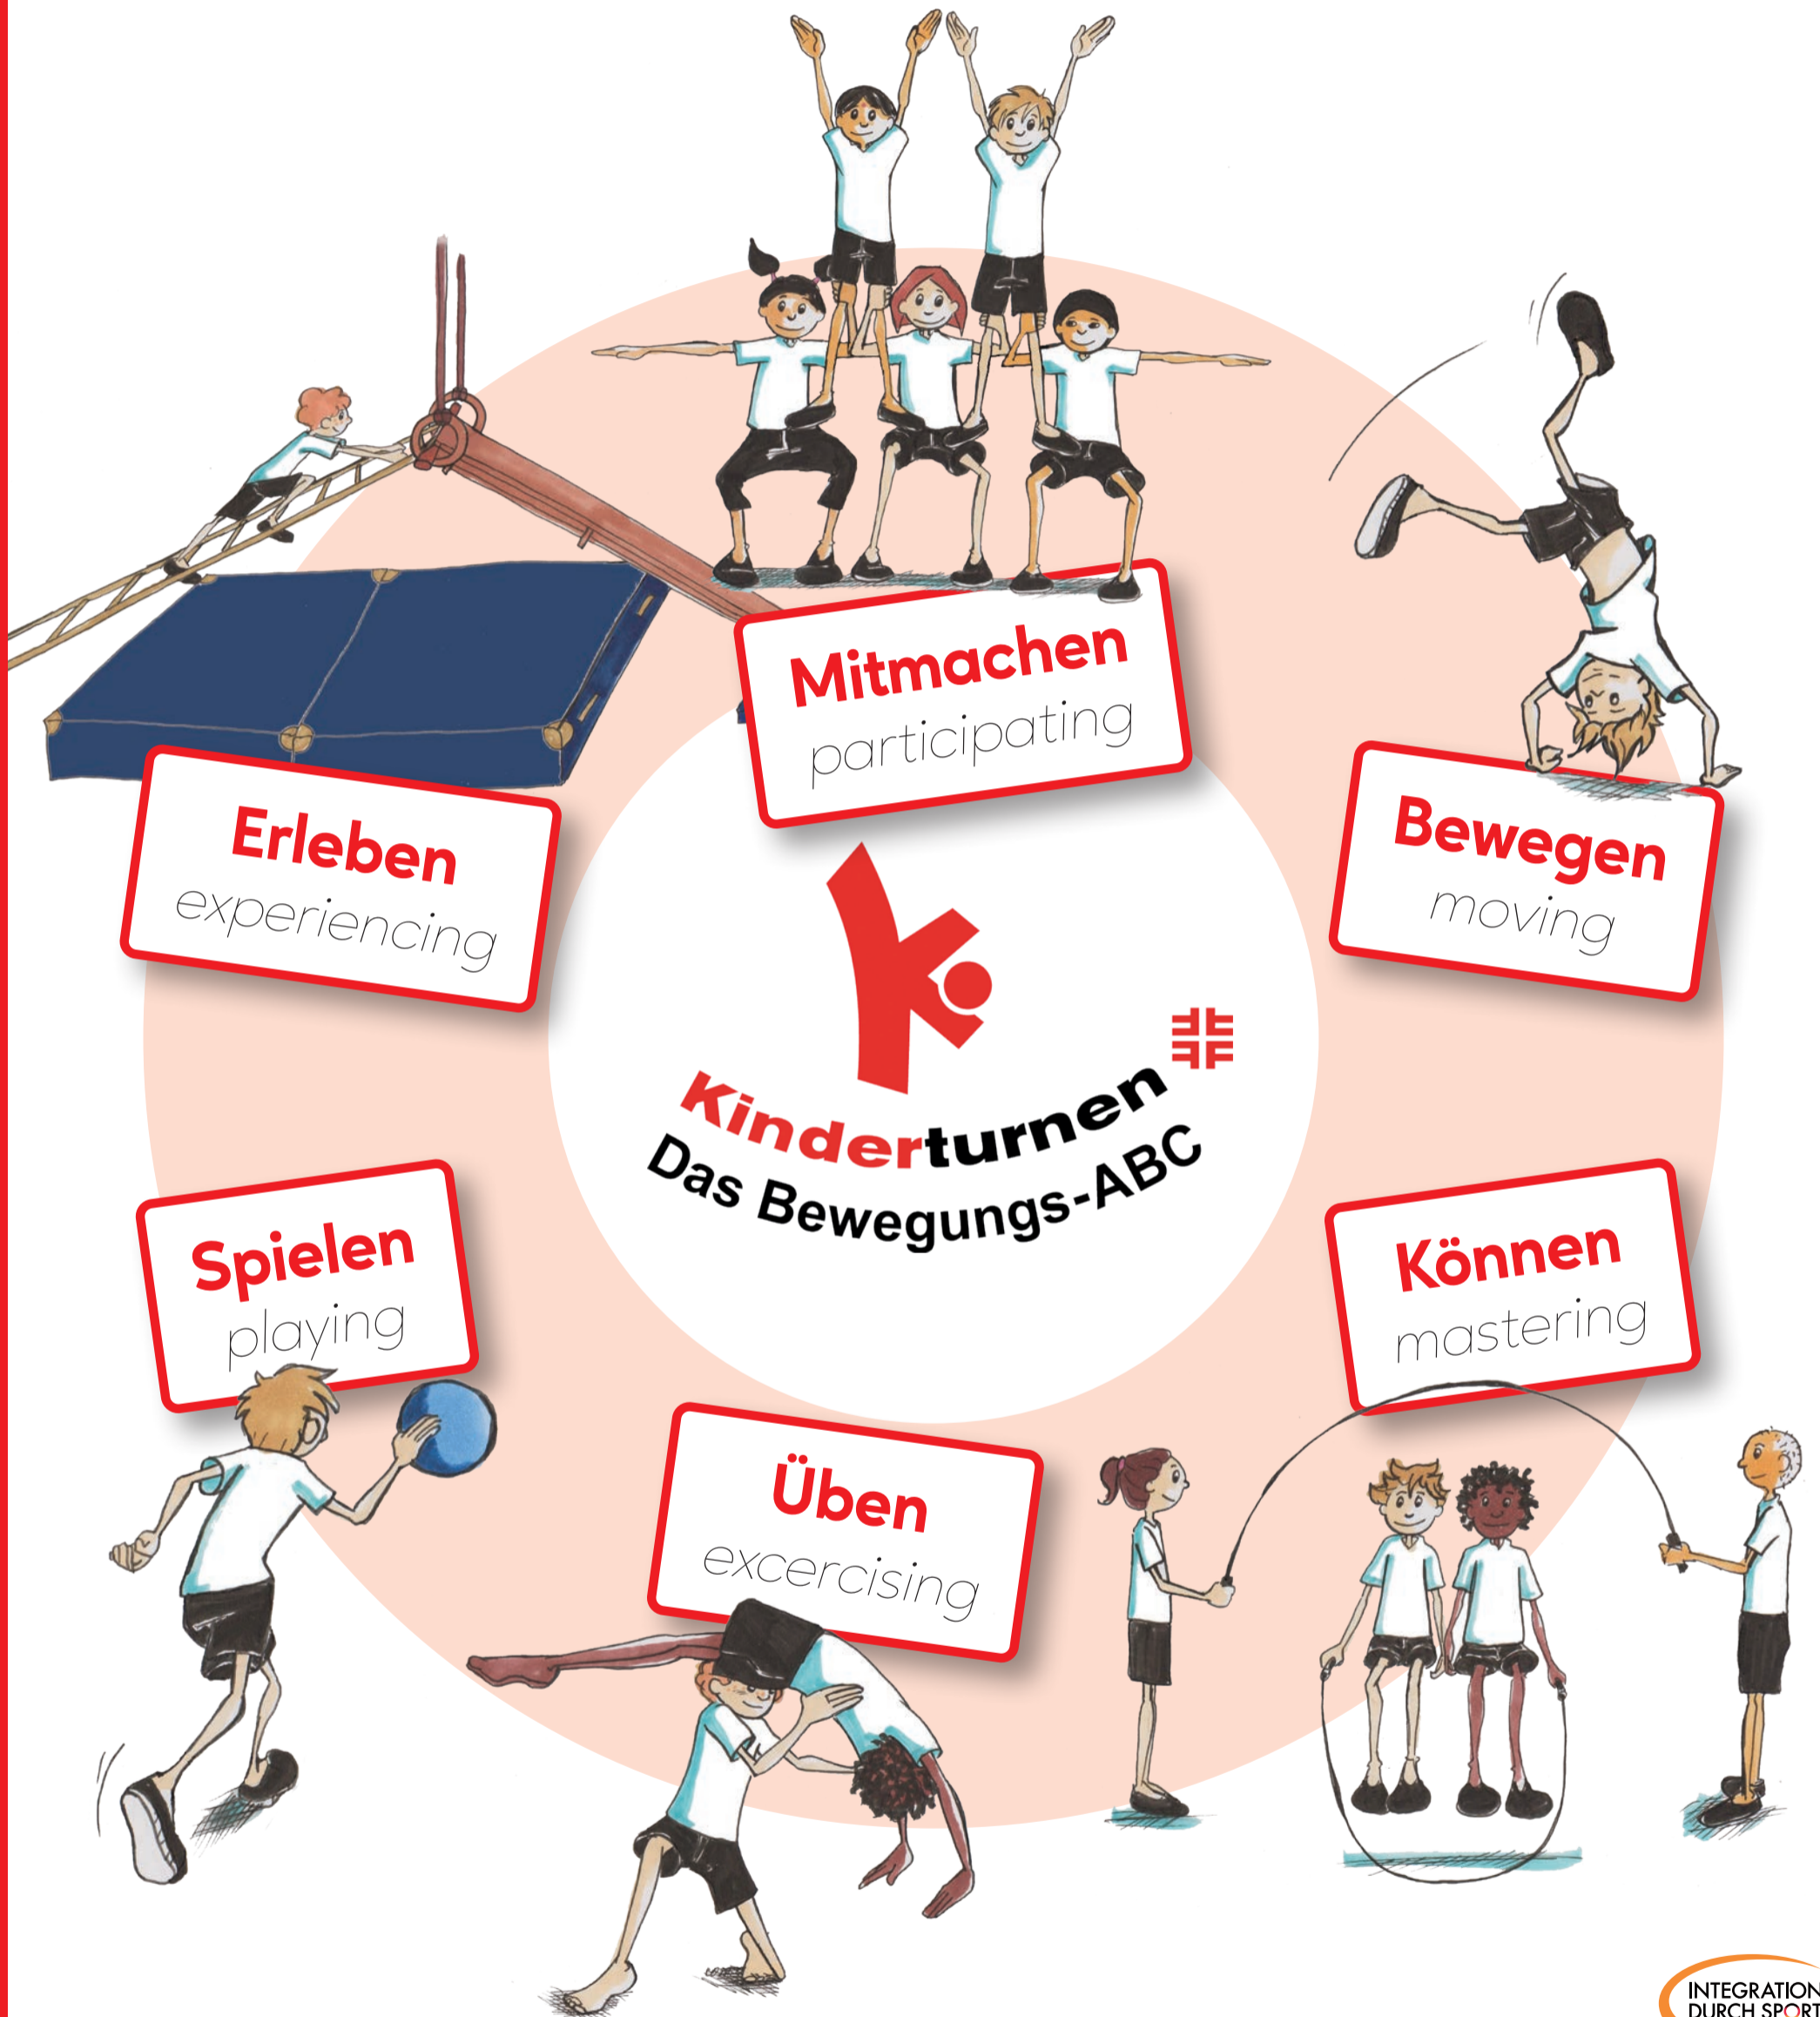 Mitmachen
participating
Erleben
experiencing
Bewegen
moving
Kinderturnen
Das Bewegungs-ABC
Spielen
playing
Können
mastering
Üben
excercising
INTEGRATION
DURCH SPORT